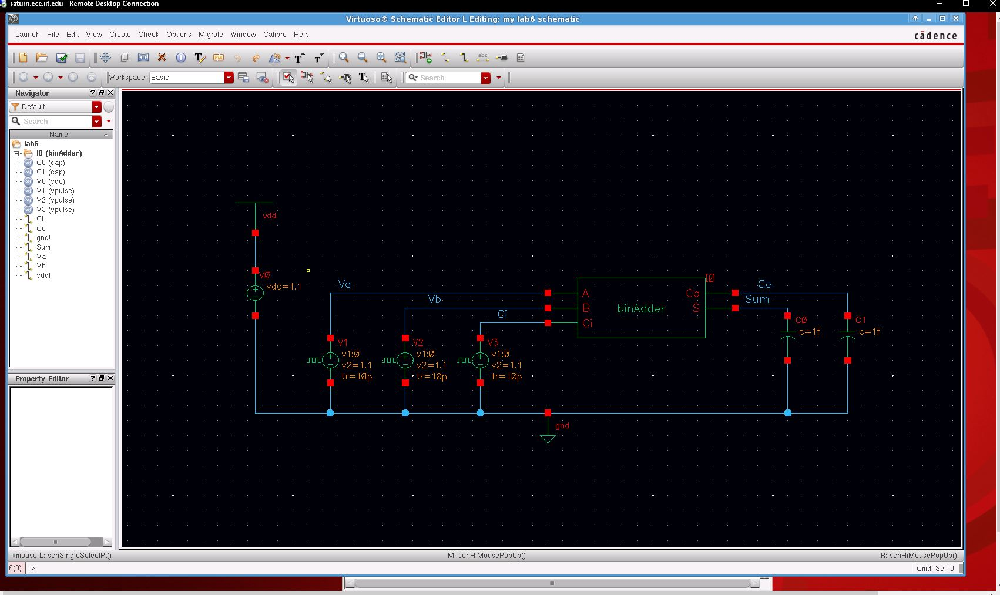 saturn.ece.iit.edu - Remote Desktop Connection
Virtuoso® Schematic Editor L Editing: my lab6 schematic
Launch File Edit View Create Check Options Migrate Window Calibre Help
cādence
abc
Workspace: Basic
Search
Navigator
Default
Search
Name
lab6
I0 (binAdder)
C0 (cap)
C1 (cap)
V0 (vdc)
V1 (vpulse)
V2 (vpulse)
V3 (vpulse)
Ci
Co
gnd!
Sum
Va
Vb
vdd!
Property Editor
vdd
V0
vdc=1.1
Va
Vb
Ci
A
B
Ci
binAdder
I0
Co
S
Co
Sum
C0
c=1f
C1
c=1f
V1
v1:0
v2=1.1
tr=10p
V2
v1:0
v2=1.1
tr=10p
V3
v1:0
v2=1.1
tr=10p
gnd
mouse L: schSingleSelectPt()
M: schHiMousePopUp()
R: schHiMousePopUp()
6(8)
>
Cmd: Sel: 0